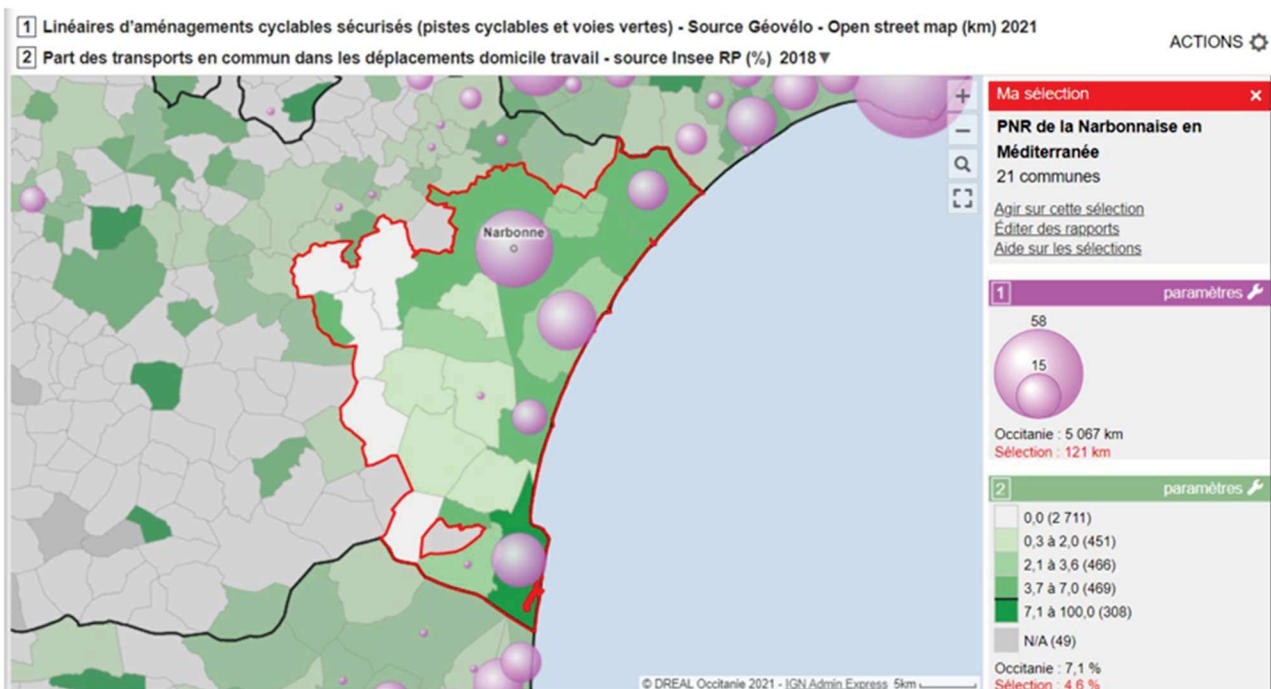 1 Linéaires d'aménagements cyclables sécurisés (pistes cyclables et voies vertes) - Source Géovélo - Open street map (km) 2021
2 Part des transports en commun dans les déplacements domicile travail - source Insee RP (%) 2018▼
ACTIONS
Narbonne
+
−
Ma sélection ×
PNR de la Narbonnaise en
Méditerranée
21 communes
Agir sur cette sélection
Éditer des rapports
Aide sur les sélections
1 paramètres
58
15
Occitanie : 5 067 km
Sélection : 121 km
2 paramètres
0,0 (2 711)
0,3 à 2,0 (451)
2,1 à 3,6 (466)
3,7 à 7,0 (469)
7,1 à 100,0 (308)
N/A (49)
Occitanie : 7,1 %
Sélection : 4,6 %
© DREAL Occitanie 2021 - IGN Admin Express 5km